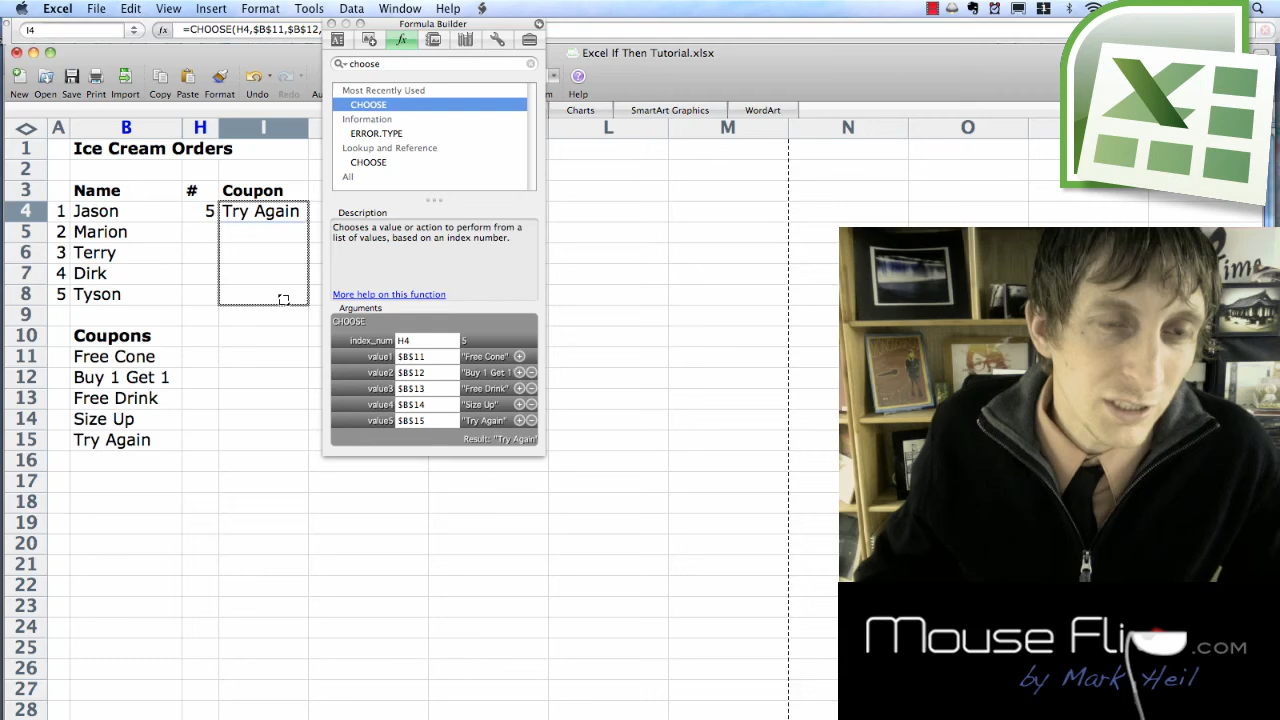 File Edit View Insert Format Tools Data Window Help
Formula Builder
I4 fx =CHOOSE(H4,$B$11,$B$12,
Excel If Then Tutorial.xlsx
choose
New Open Save Print Import Copy Paste Format Undo Redo Help
Most Recently Used
CHOOSE
Information
ERROR.TYPE
Lookup and Reference
CHOOSE
All
Charts SmartArt Graphics WordArt
A B H I L M N O
1 Ice Cream Orders
2
3 Name # Coupon
4 1 Jason 5 Try Again
5 2 Marion
6 3 Terry
7 4 Dirk
8 5 Tyson
9
10 Coupons
11 Free Cone
12 Buy 1 Get 1
13 Free Drink
14 Size Up
15 Try Again
16
17
18
19
20
21
22
23
24
25
26
27
28
Description
Chooses a value or action to perform from a
list of values, based on an index number.
More help on this function
Arguments
CHOOSE
index_num H4 5
value1 $B$11 "Free Cone"
value2 $B$12 "Buy 1 Get 1
value3 $B$13 "Free Drink"
value4 $B$14 "Size Up"
value5 $B$15 "Try Again"
Result: "Try Again"
Time
Mouse Fli .com
by Mark Heil